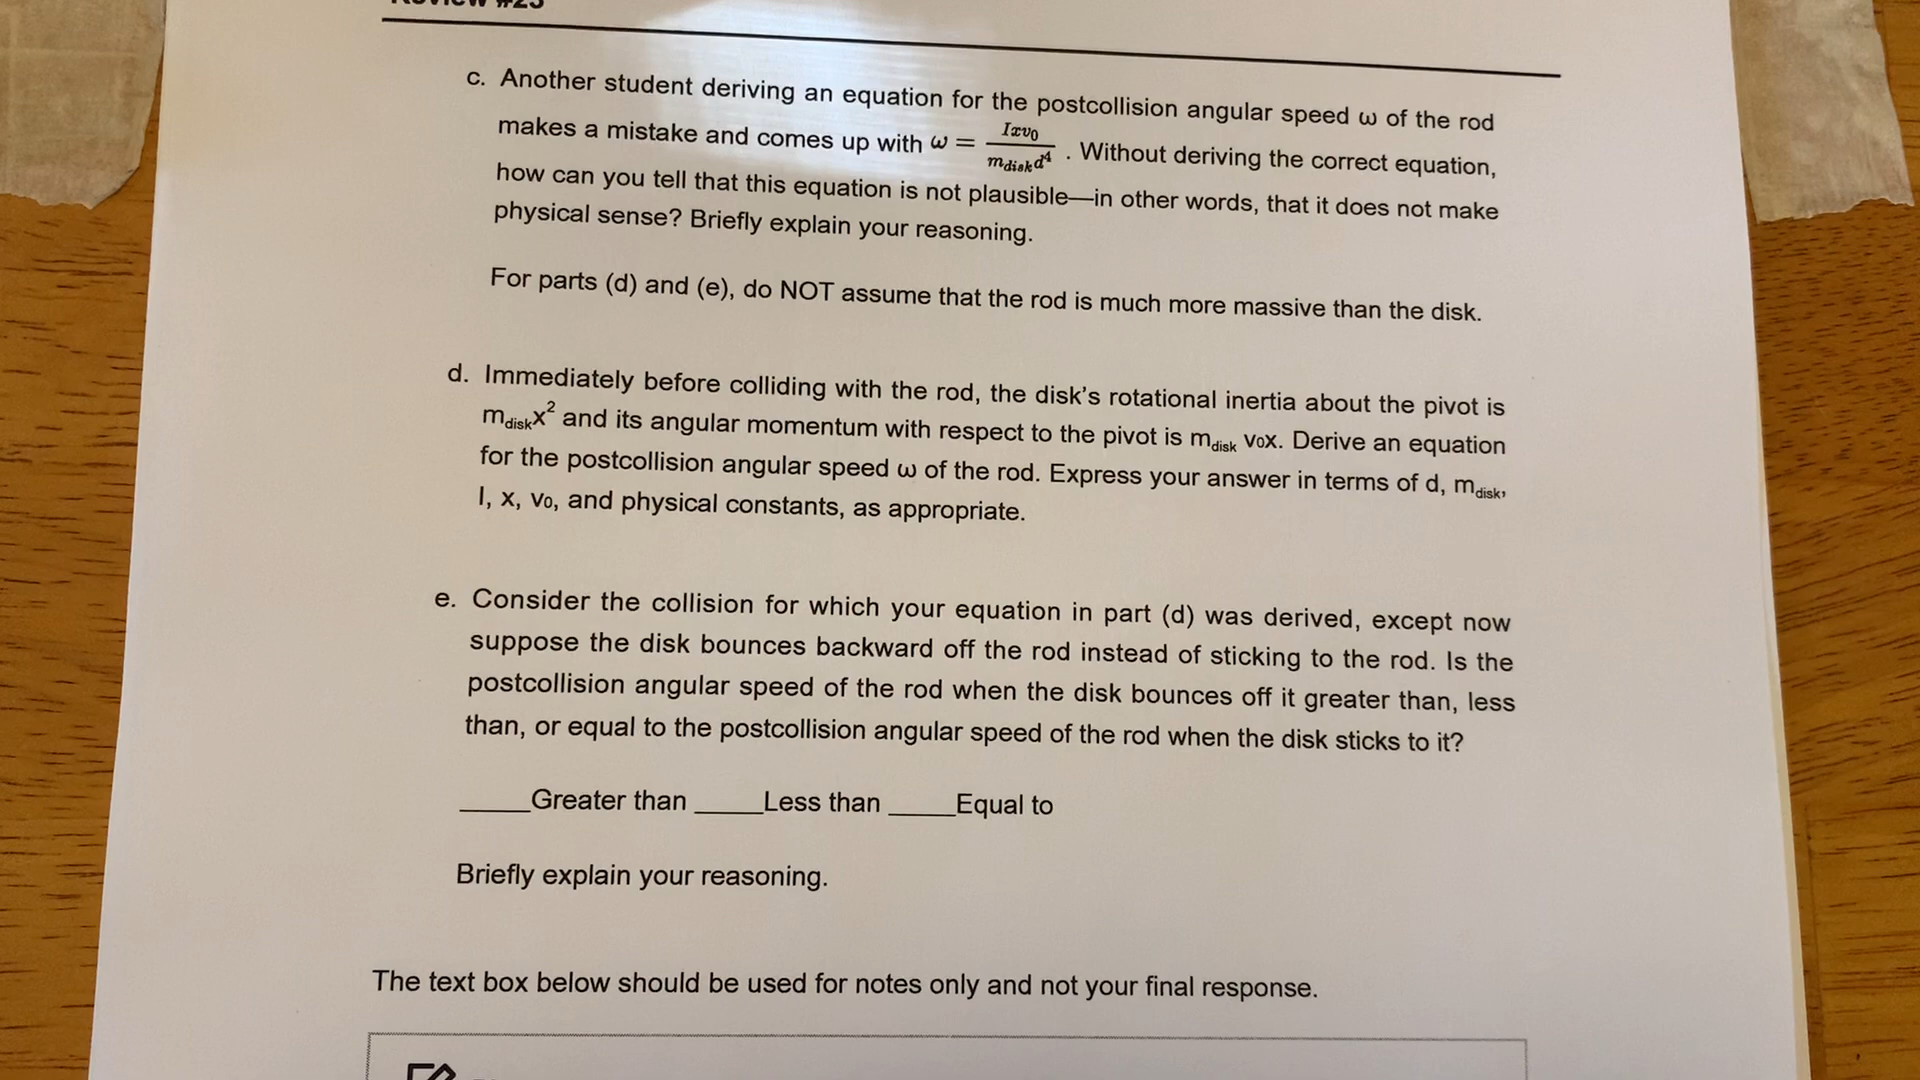 Review #23
c. Another student deriving an equation for the postcollision angular speed ω of the rod
makes a mistake and comes up with ω = Ixv₀ / m_disk d⁴ . Without deriving the correct equation,
how can you tell that this equation is not plausible—in other words, that it does not make
physical sense? Briefly explain your reasoning.
For parts (d) and (e), do NOT assume that the rod is much more massive than the disk.
d. Immediately before colliding with the rod, the disk's rotational inertia about the pivot is
m_disk x² and its angular momentum with respect to the pivot is m_disk v₀x. Derive an equation
for the postcollision angular speed ω of the rod. Express your answer in terms of d, m_disk,
I, x, v₀, and physical constants, as appropriate.
e. Consider the collision for which your equation in part (d) was derived, except now
suppose the disk bounces backward off the rod instead of sticking to the rod. Is the
postcollision angular speed of the rod when the disk bounces off it greater than, less
than, or equal to the postcollision angular speed of the rod when the disk sticks to it?
_____Greater than _____Less than _____Equal to
Briefly explain your reasoning.
The text box below should be used for notes only and not your final response.